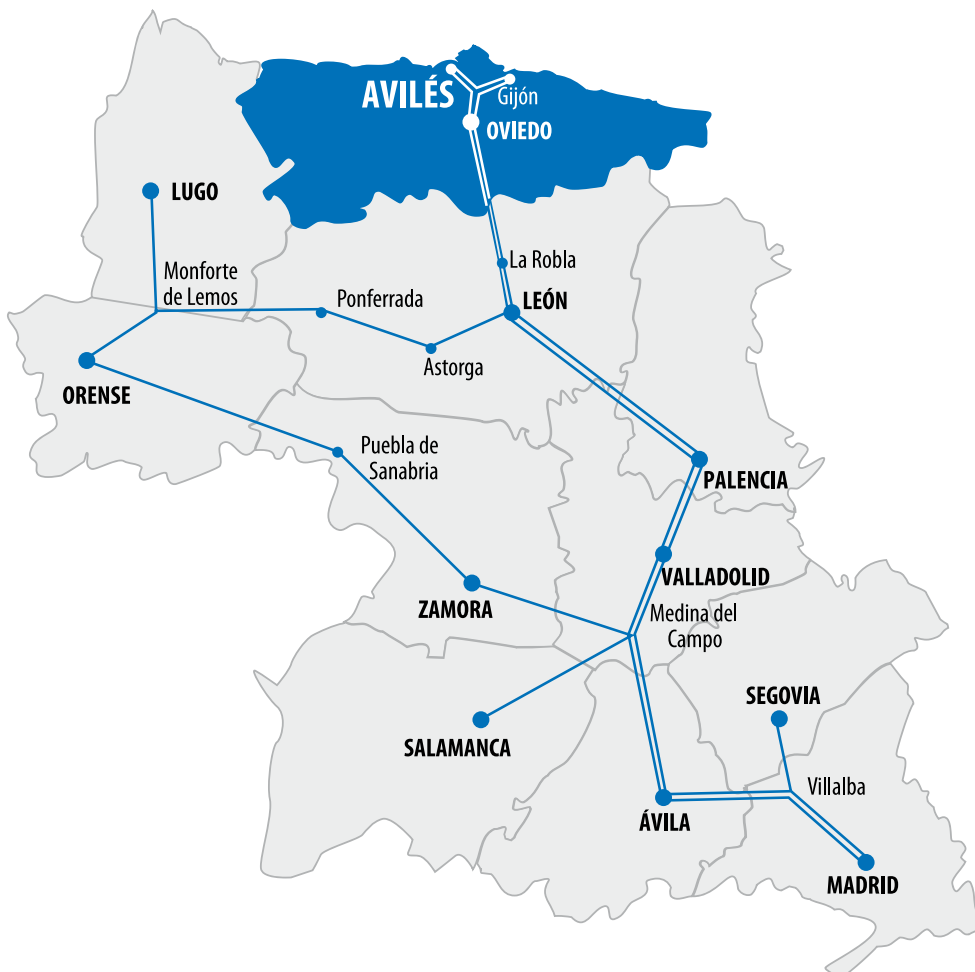 AVILÉS
Gijón
OVIEDO
LUGO
La Robla
Monforte
de Lemos
Ponferrada
LEÓN
Astorga
ORENSE
Puebla de
Sanabria
PALENCIA
VALLADOLID
ZAMORA
Medina del
Campo
SEGOVIA
SALAMANCA
Villalba
ÁVILA
MADRID